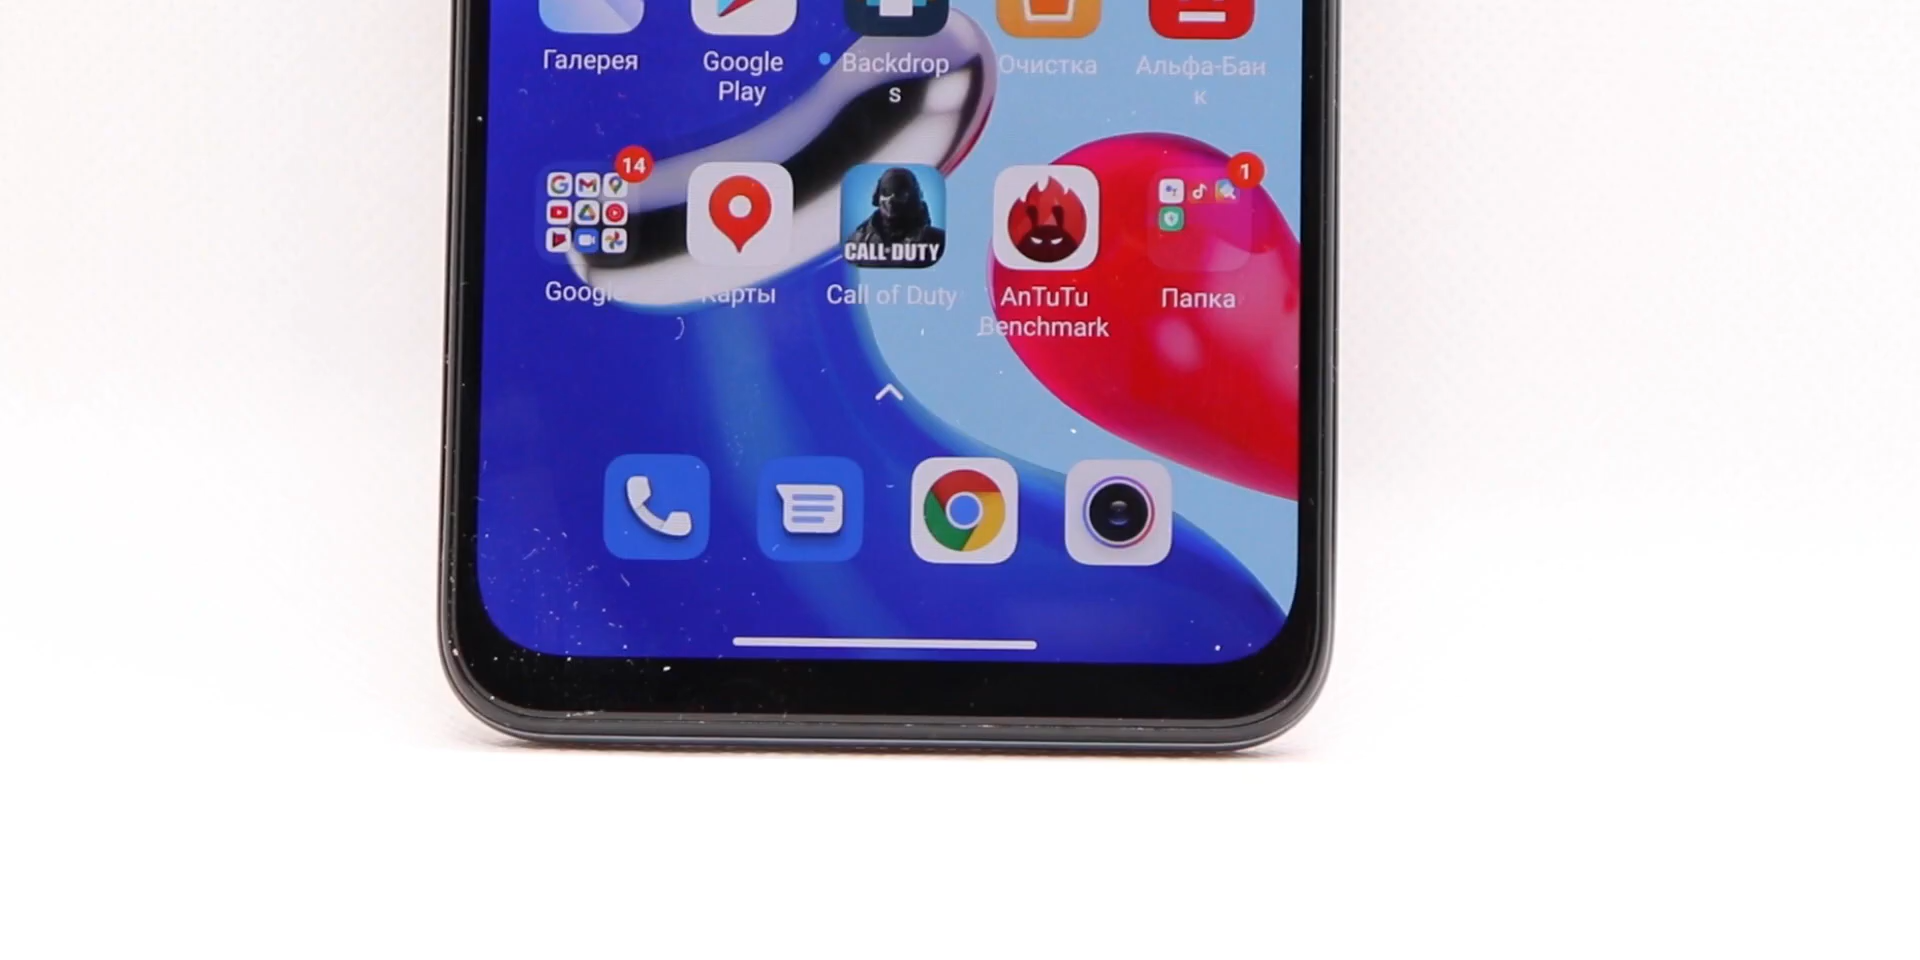 Галерея
Google
Play
Backdrop
s
Очистка
Альфа-Бан
к
14
1
CALL OF DUTY
Google
Карты
Call of Duty
AnTuTu
Benchmark
Папка